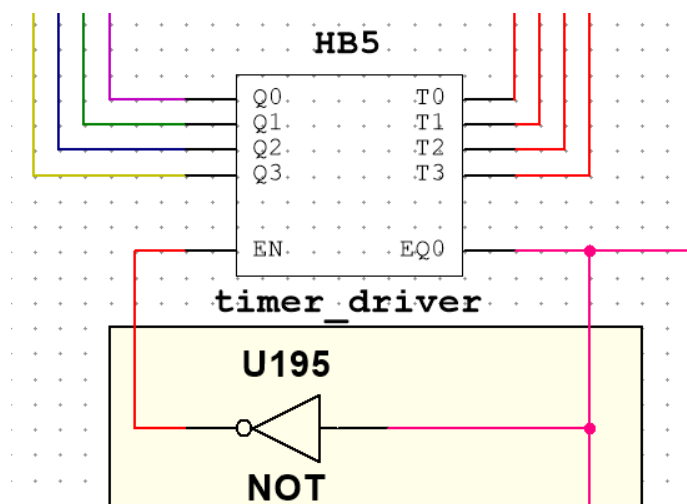 HB5
Q0 T0
Q1 T1
Q2 T2
Q3 T3
EN EQ0
timer_driver
U195
NOT